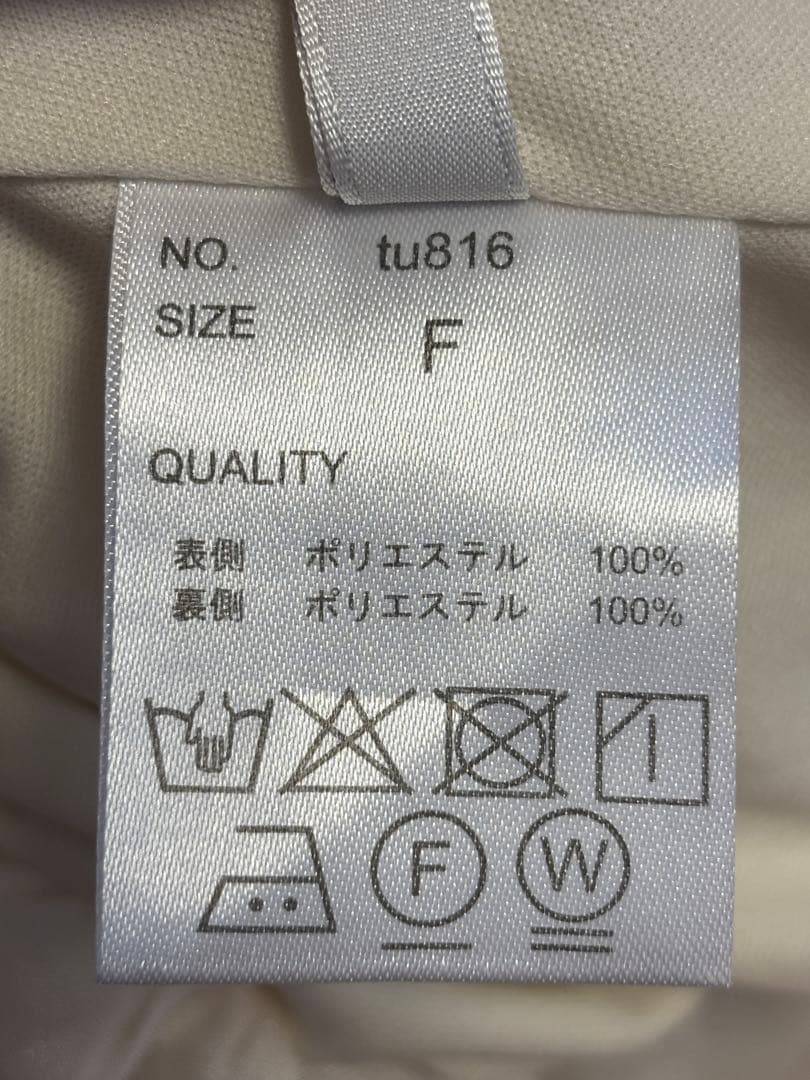 NO. tu816
SIZE F
QUALITY
表側 ポリエステル 100%
裏側 ポリエステル 100%
F W